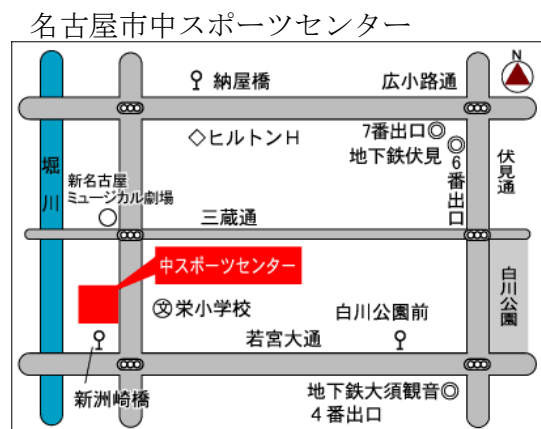 名古屋市中スポーツセンター
N
納屋橋
広小路通
◇ヒルトンH
7番出口◎
地下鉄伏見
◎6番出口
伏見通
堀川
新名古屋
ミュージカル劇場
三蔵通
中スポーツセンター
白川公園
文栄小学校
白川公園前
若宮大通
新洲崎橋
地下鉄大須観音◎
4番出口